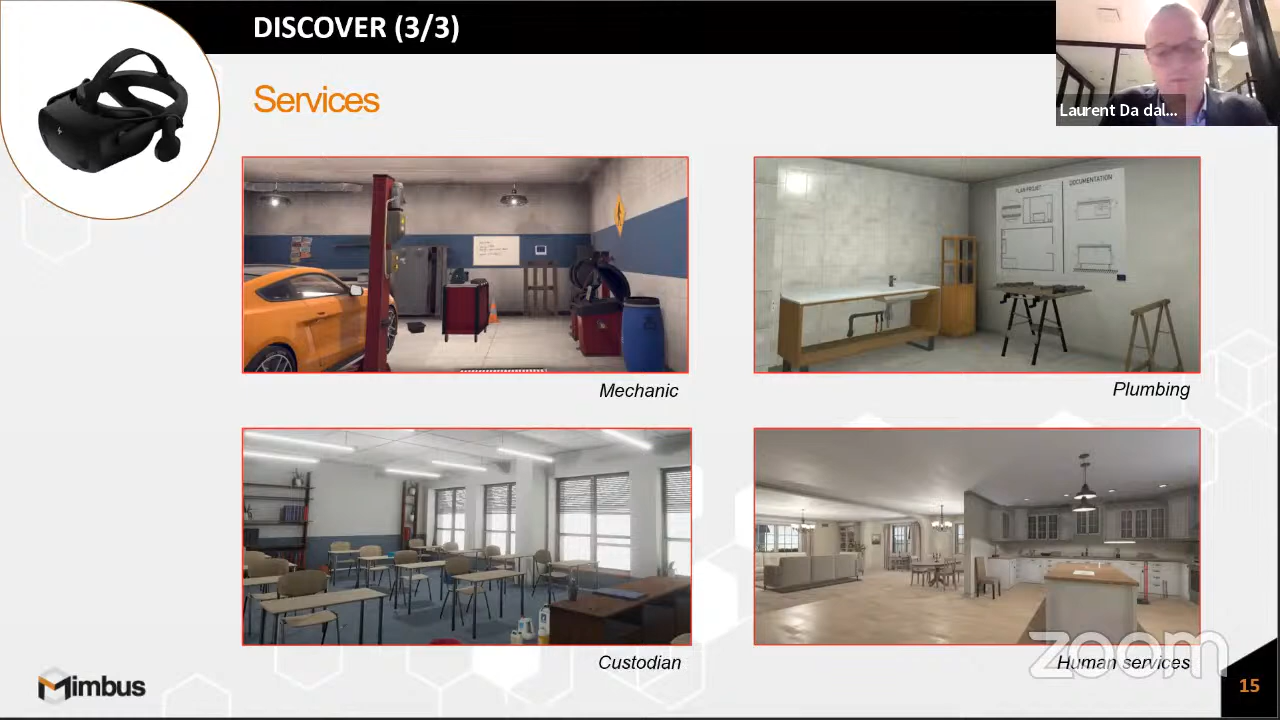 DISCOVER (3/3)
Laurent Da dal...
Services
PLAN PROJET
DOCUMENTATION
Mechanic
Plumbing
Custodian
Human services
zoom
Mimbus
15